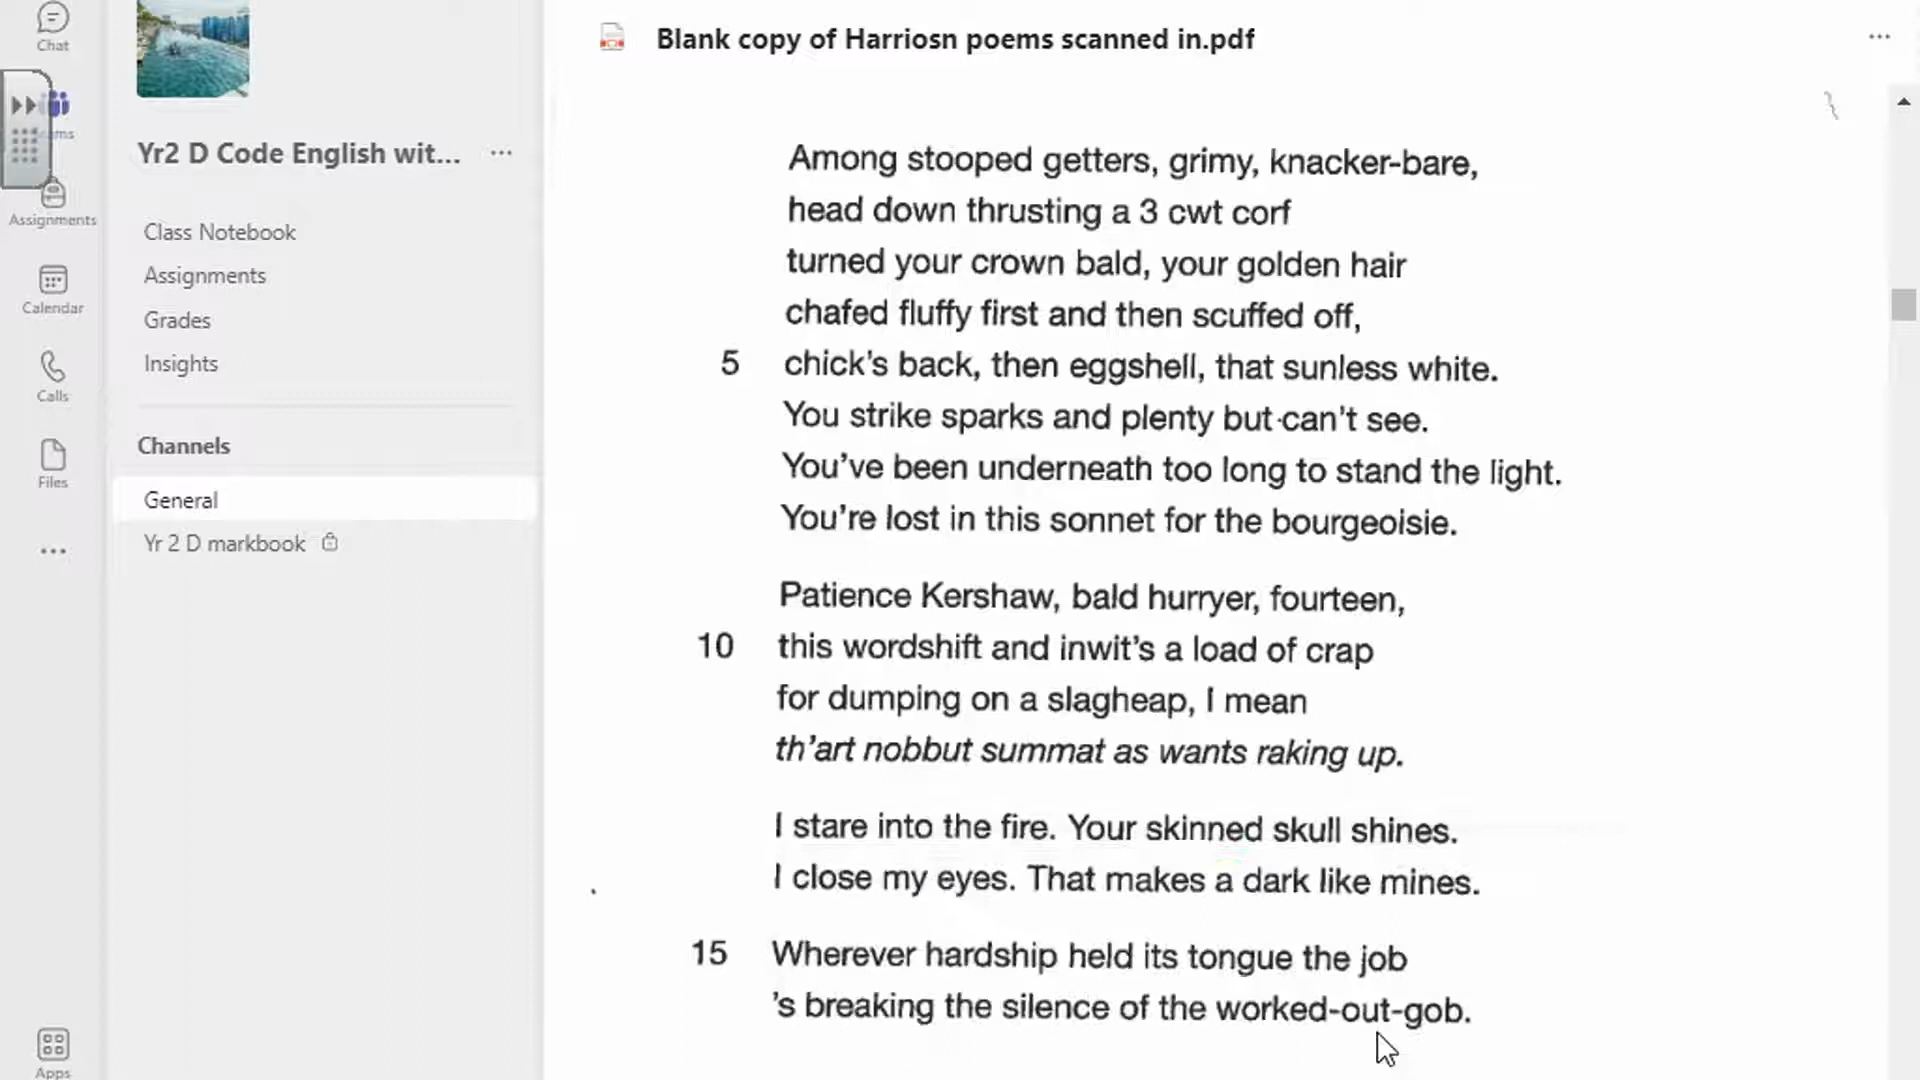 Chat
Blank copy of Harriosn poems scanned in.pdf
ms
Yr2 D Code English wit...
Assignments
Class Notebook
Assignments
Grades
Insights
Calendar
Calls
Files
Channels
General
Yr 2 D markbook
Apps
Among stooped getters, grimy, knacker-bare,
head down thrusting a 3 cwt corf
turned your crown bald, your golden hair
chafed fluffy first and then scuffed off,
5 chick's back, then eggshell, that sunless white.
You strike sparks and plenty but can't see.
You've been underneath too long to stand the light.
You're lost in this sonnet for the bourgeoisie.
Patience Kershaw, bald hurryer, fourteen,
10 this wordshift and inwit's a load of crap
for dumping on a slagheap, I mean
th'art nobbut summat as wants raking up.
I stare into the fire. Your skinned skull shines.
I close my eyes. That makes a dark like mines.
15 Wherever hardship held its tongue the job
's breaking the silence of the worked-out-gob.